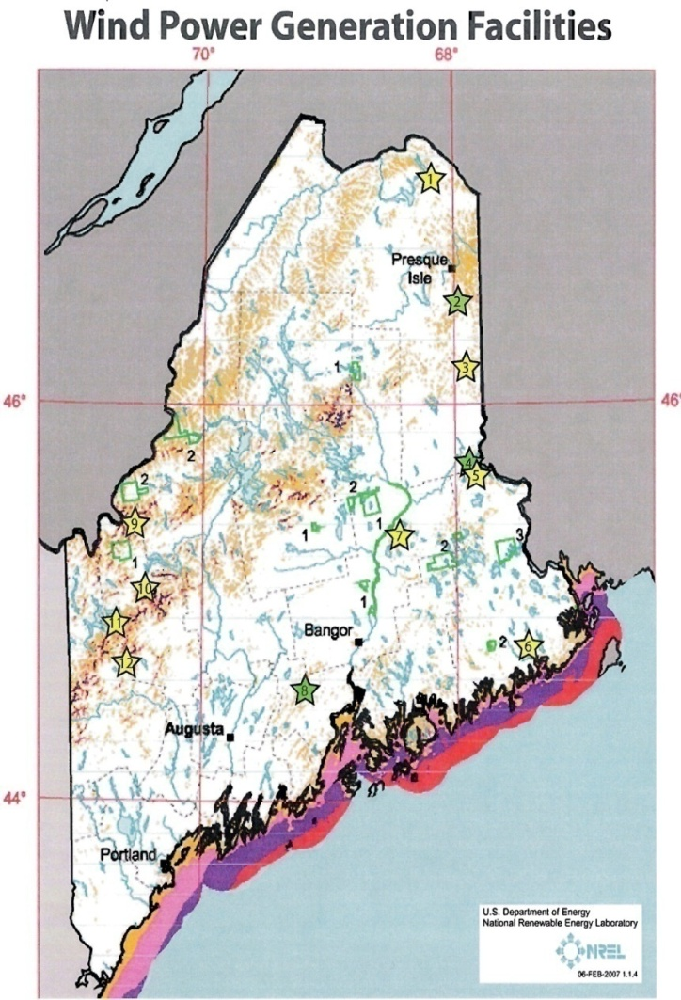 Wind Power Generation Facilities
70°
68°
1
Presque
Isle
2
1
3
46°
46°
2
4
5
2
2
9
1
1
7
3
2
1
10
1
11
Bangor
2
6
12
8
Augusta
44°
Portland
U.S. Department of Energy
National Renewable Energy Laboratory
NREL
06-FEB-2007 1.1.4